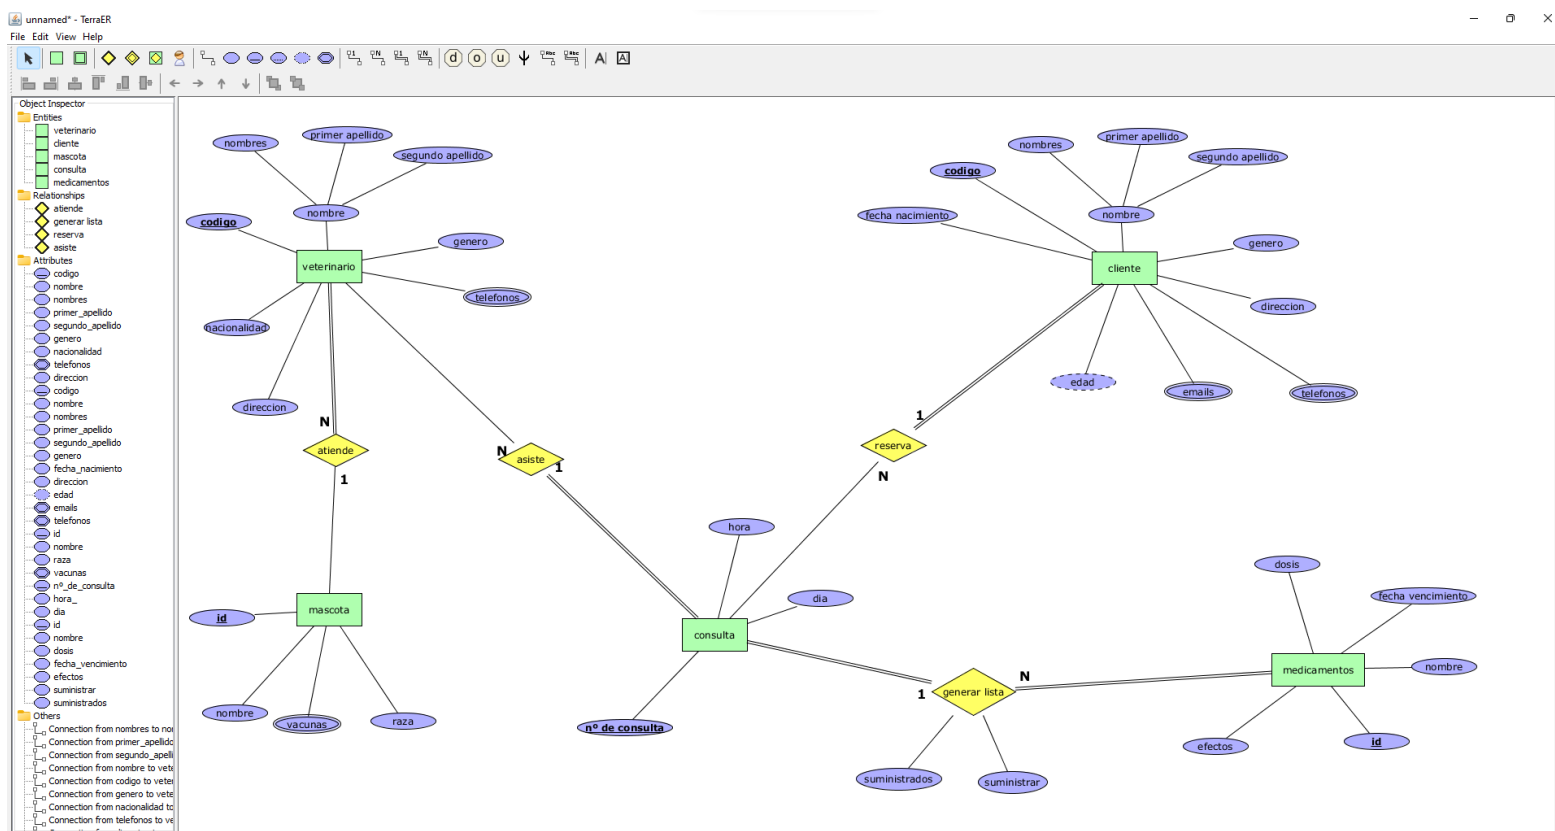 unnamed* - TerraER
File Edit View Help
1 N 1 N d o u Rbc Rbc A A
Object Inspector
Entities
veterinario
cliente
mascota
consulta
medicamentos
Relationships
atiende
generar lista
reserva
asiste
Attributes
codigo
nombre
nombres
primer_apellido
segundo_apellido
genero
nacionalidad
telefonos
direccion
codigo
nombre
nombres
primer_apellido
segundo_apellido
genero
fecha_nacimiento
direccion
edad
emails
telefonos
id
nombre
raza
vacunas
nº_de_consulta
hora_
dia
id
nombre
dosis
fecha_vencimiento
efectos
suministrar
suministrados
Others
Connection from nombres to nor
Connection from primer_apellido
Connection from segundo_apelli
Connection from nombre to vete
Connection from codigo to veter
Connection from genero to vete
Connection from nacionalidad to
Connection from telefonos to ve
nombres
primer apellido
segundo apellido
codigo
nombre
genero
veterinario
telefonos
nacionalidad
direccion
N
atiende
1
N
asiste
1
mascota
id
nombre
vacunas
raza
nombres
primer apellido
segundo apellido
codigo
fecha nacimiento
nombre
genero
cliente
direccion
edad
emails
telefonos
1
reserva
N
hora
dia
consulta
nº de consulta
1
generar lista
N
suministrados
suministrar
dosis
fecha vencimiento
medicamentos
nombre
efectos
id